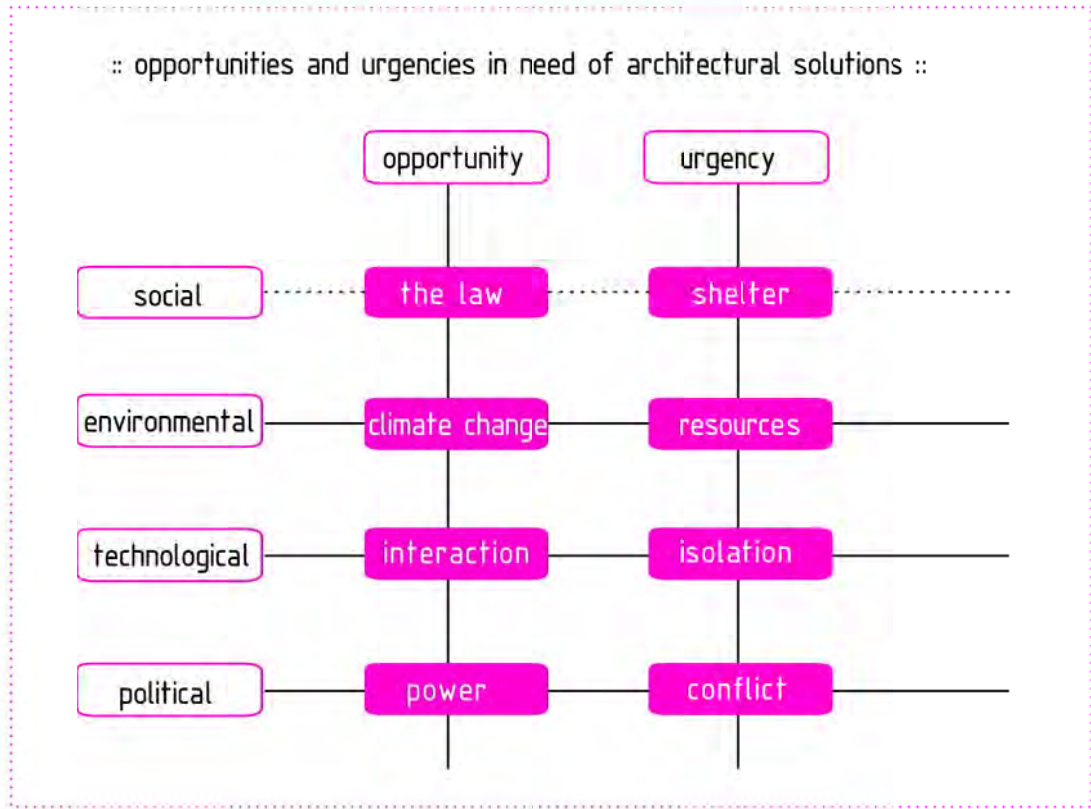 :: opportunities and urgencies in need of architectural solutions ::
opportunity urgency
social the law shelter
environmental climate change resources
technological interaction isolation
political power conflict